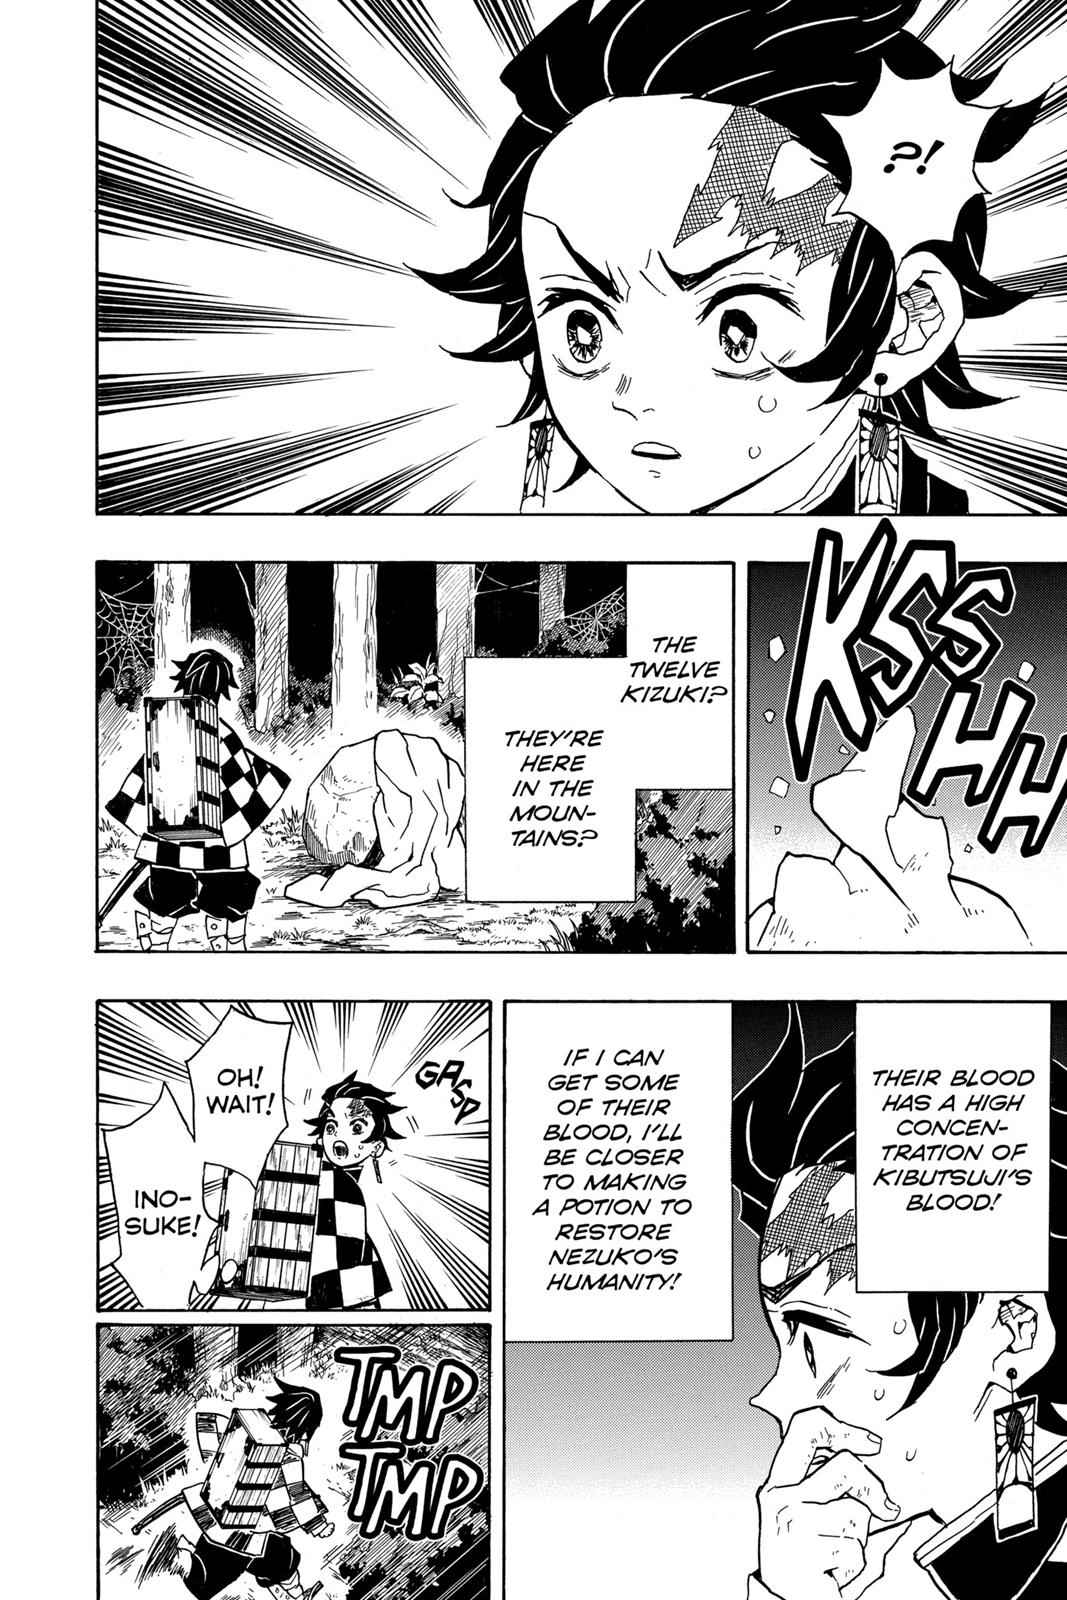 ?!
KSSHHH
THE
TWELVE
KIZUKI?
THEY'RE
HERE
IN THE
MOUN-
TAINS?
THEIR BLOOD
HAS A HIGH
CONCEN-
TRATION OF
KIBUTSUJI'S
BLOOD!
IF I CAN
GET SOME
OF THEIR
BLOOD, I'LL
BE CLOSER
TO MAKING
A POTION TO
RESTORE
NEZUKO'S
HUMANITY!
GASP
OH!
WAIT!
INO-
SUKE!
TMP
TMP